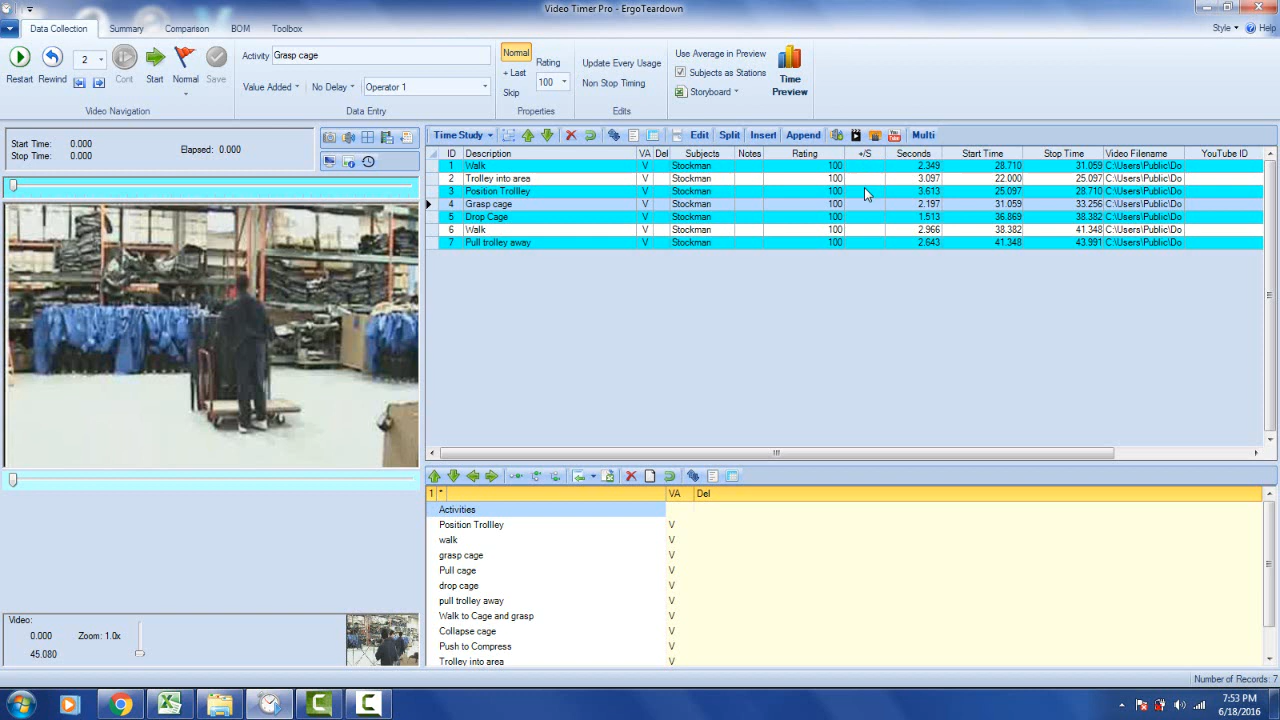 Video Timer Pro - ErgoTeardown
Data Collection Summary Comparison BOM Toolbox Style Help
Restart Rewind 2 Cont Start Normal Save
Video Navigation
Activity Grasp cage
Value Added No Delay Operator 1
Data Entry
Normal Rating
+ Last 100
Skip
Properties
Update Every Usage
Non Stop Timing
Edits
Use Average in Preview
Subjects as Stations
Storyboard
Time Preview
Start Time: 0.000
Stop Time: 0.000
Elapsed: 0.000
Time Study Edit Split Insert Append Multi
ID Description VA Del Subjects Notes Rating +/S Seconds Start Time Stop Time Video Filename YouTube ID
1 Walk V Stockman 100 2.349 28.710 31.059 C:\Users\Public\Do
2 Trolley into area V Stockman 100 3.097 22.000 25.097 C:\Users\Public\Do
3 Position Trollley V Stockman 100 3.613 25.097 28.710 C:\Users\Public\Do
4 Grasp cage V Stockman 100 2.197 31.059 33.256 C:\Users\Public\Do
5 Drop Cage V Stockman 100 1.513 36.869 38.382 C:\Users\Public\Do
6 Walk V Stockman 100 2.966 38.382 41.348 C:\Users\Public\Do
7 Pull trolley away V Stockman 100 2.643 41.348 43.991 C:\Users\Public\Do
1 * VA Del
Activities
Position Trollley V
walk V
grasp cage V
Pull cage V
drop cage V
pull trolley away V
Walk to Cage and grasp V
Collapse cage V
Push to Compress V
Trolley into area V
Video:
0.000 Zoom: 1.0x
45.080
Number of Records: 7
7:53 PM
6/18/2016